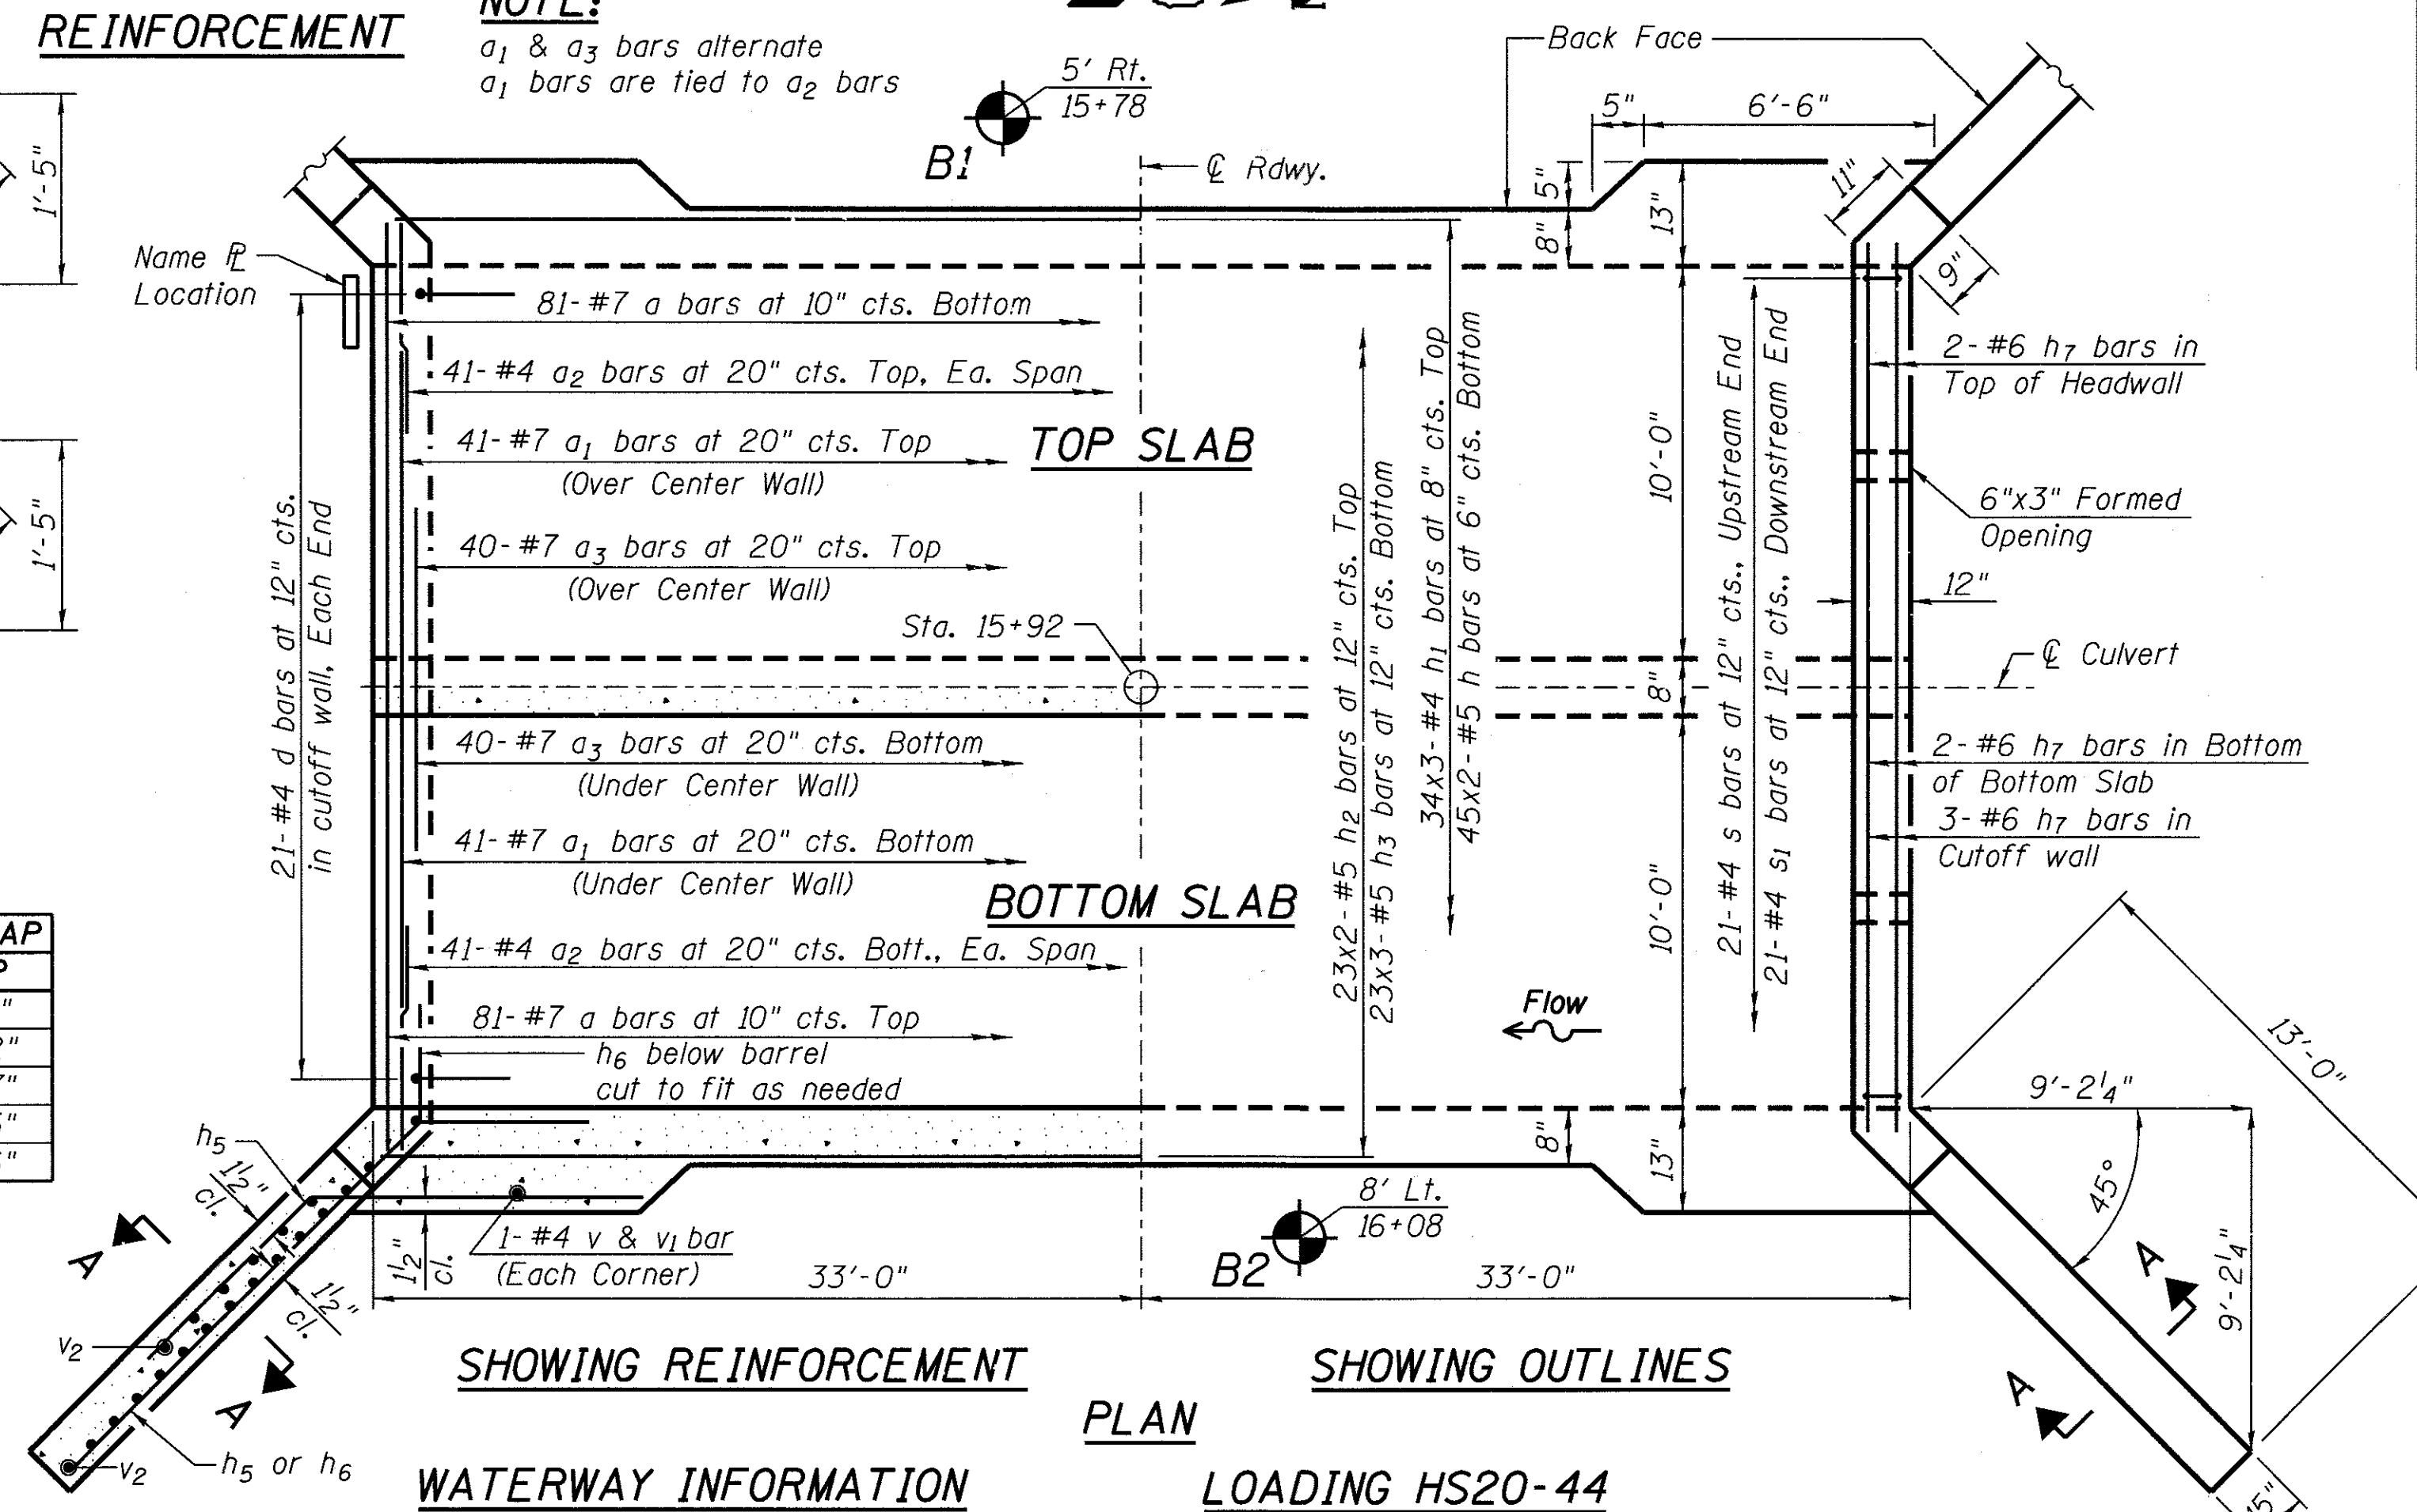 REINFORCEMENT
NOTE:
a1 & a3 bars alternate
a1 bars are tied to a2 bars
5' Rt.
15+78
B1
℄ Rdwy.
Back Face
5"
6'-6"
1'-5"
1'-5"
5"
8"
13"
11"
9"
Name ℙL
Location
81-#7 a bars at 10" cts. Bottom
41-#4 a2 bars at 20" cts. Top, Ea. Span
41-#7 a1 bars at 20" cts. Top
(Over Center Wall)
TOP SLAB
40-#7 a3 bars at 20" cts. Top
(Over Center Wall)
Sta. 15+92
21-#4 d bars at 12" cts.
in cutoff wall, Each End
40-#7 a3 bars at 20" cts. Bottom
(Under Center Wall)
41-#7 a1 bars at 20" cts. Bottom
(Under Center Wall)
BOTTOM SLAB
41-#4 a2 bars at 20" cts. Bott., Ea. Span
81-#7 a bars at 10" cts. Top
h6 below barrel
cut to fit as needed
23x2-#5 h2 bars at 12" cts. Top
23x3-#5 h3 bars at 12" cts. Bottom
34x3-#4 h1 bars at 8" cts. Top
45x2-#5 h bars at 6" cts. Bottom
10'-0"
8"
10'-0"
21-#4 s bars at 12" cts., Upstream End
21-#4 s1 bars at 12" cts., Downstream End
2-#6 h7 bars in
Top of Headwall
6"x3" Formed
Opening
12"
℄ Culvert
2-#6 h7 bars in Bottom
of Bottom Slab
3-#6 h7 bars in
Cutoff wall
Flow
8"
13"
13'-0"
9'-2¼"
45°
9'-2¼"
h5
1½"
cl.
A
A
1½"
cl.
1-#4 v & v1 bar
(Each Corner)
1½"
cl.
v2
v2
h5 or h6
8' Lt.
16+08
B2
33'-0"
33'-0"
A
A
SHOWING REINFORCEMENT
SHOWING OUTLINES
PLAN
WATERWAY INFORMATION
LOADING HS20-44